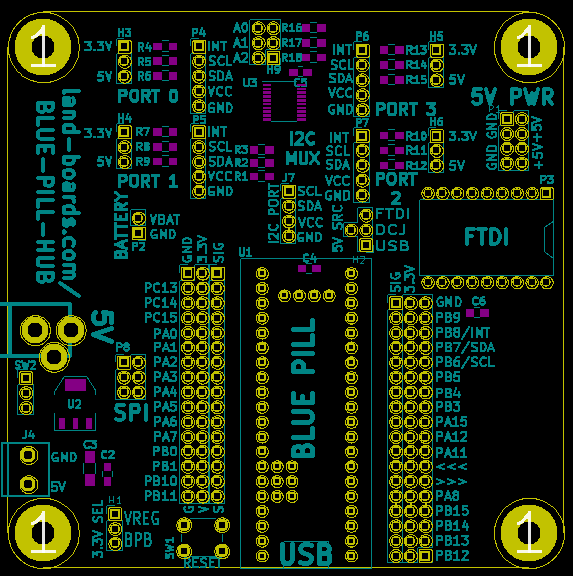 1
H3
3.3V
5V
R4
R5
R6
PORT 0
P4
INT
SCL
SDA
VCC
GND
A0
A1
A2
R16
R17
R18
H9
U3
C5
P6
INT
SCL
SDA
VCC
GND
R13
R14
R15
PORT 3
H5
3.3V
5V
1
5V PWR
P1
GND GND
+5V+5V
land-boards.com/
BLUE-PILL-HUB
H4
3.3V
5V
R7
R8
R9
PORT 1
P5
INT
SCL
SDA
VCC
GND
R3
R2
R1
I2C
MUX
P7
INT
SCL
SDA
VCC
GND
R10
R11
R12
PORT
2
H6
3.3V
5V
BATTERY
VBAT
GND
P2
J7
I2C PORT
SCL
SDA
VCC
GND
5V SRC
FTDI
DCJ
USB
H2
P3
FTDI
5V
SW2
U2
P8
SPI
GND
3.3V
SIG
PC13
PC14
PC15
PA0
PA1
PA2
PA3
PA4
PA5
PA6
PA7
PB0
PB1
PB10
PB11
G
V
S
U1
C4
BLUE PILL
USB
SIG
3.3V
GND
PB9
PB8/INT
PB7/SDA
PB6/SCL
PB5
PB4
PB3
PA15
PA12
PA11
<<<
>>>
PA8
PB15
PB14
PB13
PB12
C6
J4
GND
5V
C3
C2
1
3.3V SEL
H1
VREG
BPB
SW1
RESET
1